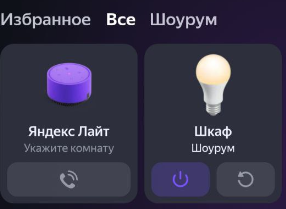 Избранное Все Шоурум
Яндекс Лайт
Укажите комнату
Шкаф
Шоурум